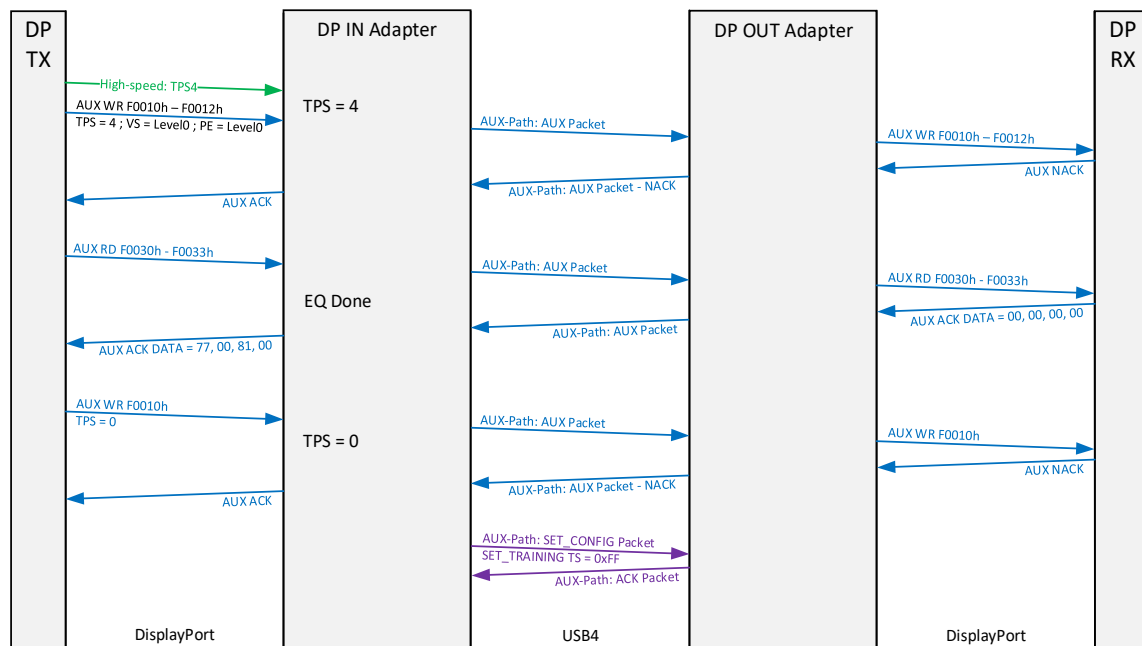 DP
TX
DP IN Adapter
DP OUT Adapter
DP
RX
High-speed: TPS4
AUX WR F0010h – F0012h
TPS = 4 ; VS = Level0 ; PE = Level0
TPS = 4
AUX-Path: AUX Packet
AUX WR F0010h – F0012h
AUX NACK
AUX-Path: AUX Packet - NACK
AUX ACK
AUX RD F0030h - F0033h
AUX-Path: AUX Packet
AUX RD F0030h - F0033h
EQ Done
AUX ACK DATA = 00, 00, 00, 00
AUX-Path: AUX Packet
AUX ACK DATA = 77, 00, 81, 00
AUX WR F0010h
TPS = 0
AUX-Path: AUX Packet
AUX WR F0010h
TPS = 0
AUX NACK
AUX-Path: AUX Packet - NACK
AUX ACK
AUX-Path: SET_CONFIG Packet
SET_TRAINING TS = 0xFF
AUX-Path: ACK Packet
DisplayPort
USB4
DisplayPort